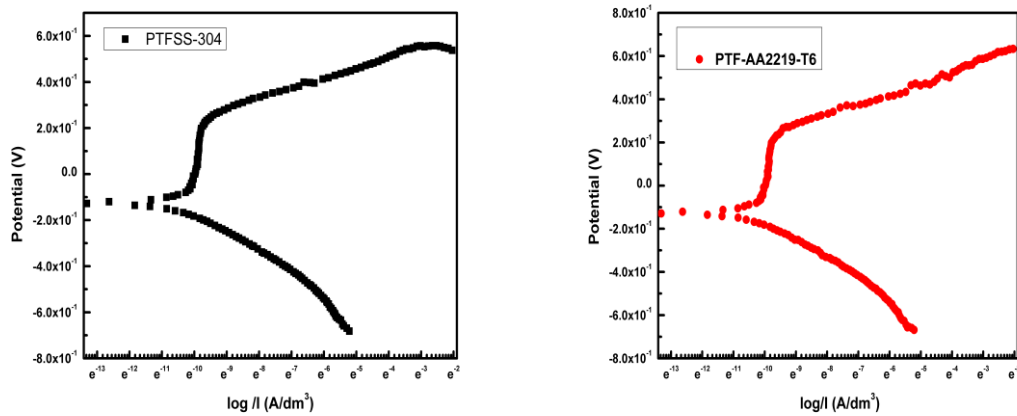 PTFSS-304
6.0x10⁻¹
4.0x10⁻¹
2.0x10⁻¹
0.0
-2.0x10⁻¹
-4.0x10⁻¹
-6.0x10⁻¹
-8.0x10⁻¹
Potential (V)
e⁻¹³ e⁻¹² e⁻¹¹ e⁻¹⁰ e⁻⁹ e⁻⁸ e⁻⁷ e⁻⁶ e⁻⁵ e⁻⁴ e⁻³ e⁻²
log /I (A/dm³)
PTF-AA2219-T6
8.0x10⁻¹
6.0x10⁻¹
4.0x10⁻¹
2.0x10⁻¹
0.0
-2.0x10⁻¹
-4.0x10⁻¹
-6.0x10⁻¹
-8.0x10⁻¹
Potential (V)
e⁻¹³ e⁻¹² e⁻¹¹ e⁻¹⁰ e⁻⁹ e⁻⁸ e⁻⁷ e⁻⁶ e⁻⁵ e⁻⁴ e⁻³ e⁻²
log/I (A/dm³)